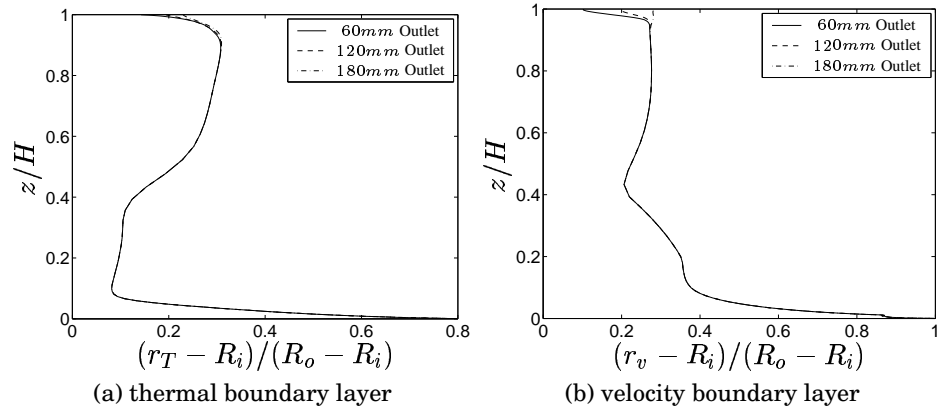 60mm Outlet
120mm Outlet
180mm Outlet
z/H
1
0.8
0.6
0.4
0.2
0
0 0.2 0.4 0.6 0.8
(r_T − R_i)/(R_o − R_i)
(a) thermal boundary layer
60mm Outlet
120mm Outlet
180mm Outlet
z/H
1
0.8
0.6
0.4
0.2
0
0 0.2 0.4 0.6 0.8 1
(r_v − R_i)/(R_o − R_i)
(b) velocity boundary layer